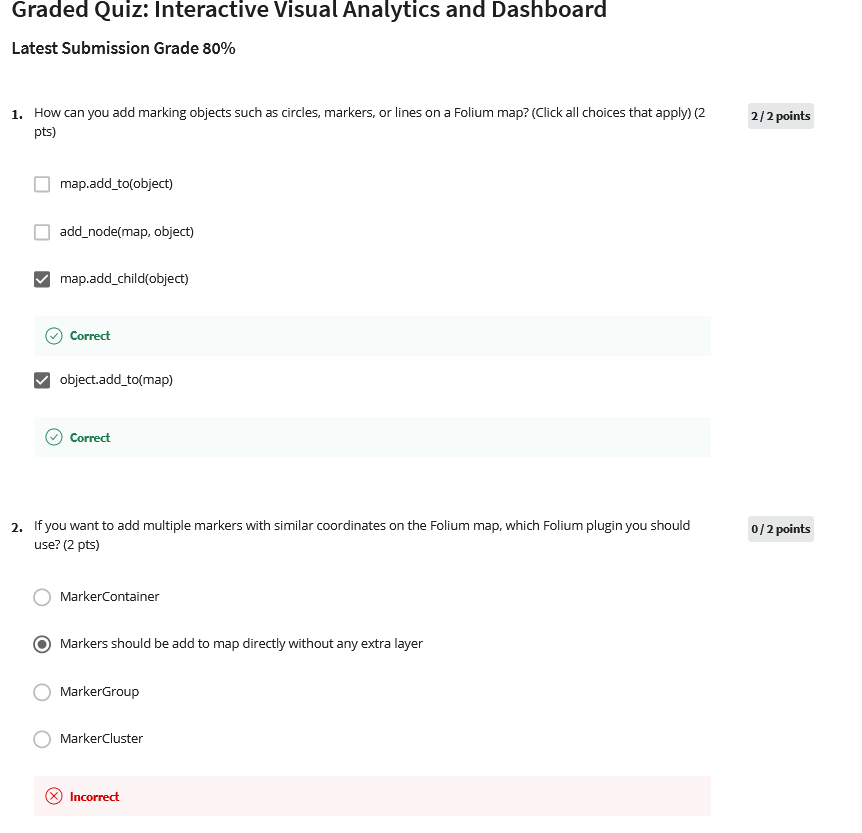 Graded Quiz: Interactive Visual Analytics and Dashboard
Latest Submission Grade 80%
1. How can you add marking objects such as circles, markers, or lines on a Folium map? (Click all choices that apply) (2
pts)
2 / 2 points
map.add_to(object)
add_node(map, object)
map.add_child(object)
Correct
object.add_to(map)
Correct
2. If you want to add multiple markers with similar coordinates on the Folium map, which Folium plugin you should
use? (2 pts)
0 / 2 points
MarkerContainer
Markers should be add to map directly without any extra layer
MarkerGroup
MarkerCluster
Incorrect